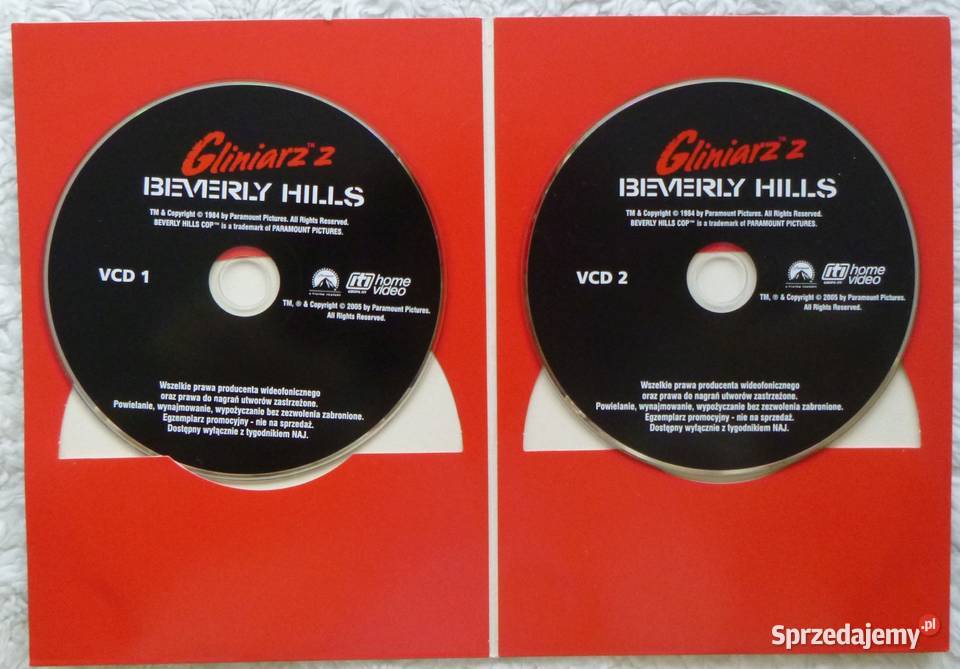 Gliniarz™ z
BEVERLY HILLS
TM & Copyright © 1984 by Paramount Pictures. All Rights Reserved.
BEVERLY HILLS COP™ is a trademark of PARAMOUNT PICTURES.
VCD 1
iti home
video
TM, ® & Copyright © 2005 by Paramount Pictures.
All Rights Reserved.
Wszelkie prawa producenta wideofonicznego
oraz prawa do nagrań utworów zastrzeżone.
Powielanie, wynajmowanie, wypożyczanie bez zezwolenia zabronione.
Egzemplarz promocyjny - nie na sprzedaż.
Dostępny wyłącznie z tygodnikiem NAJ.
Gliniarz™ z
BEVERLY HILLS
TM & Copyright © 1984 by Paramount Pictures. All Rights Reserved.
BEVERLY HILLS COP™ is a trademark of PARAMOUNT PICTURES.
VCD 2
iti home
video
TM, ® & Copyright © 2005 by Paramount Pictures.
All Rights Reserved.
Wszelkie prawa producenta wideofonicznego
oraz prawa do nagrań utworów zastrzeżone.
Powielanie, wynajmowanie, wypożyczanie bez zezwolenia zabronione.
Egzemplarz promocyjny - nie na sprzedaż.
Dostępny wyłącznie z tygodnikiem NAJ.
Sprzedajemy.pl